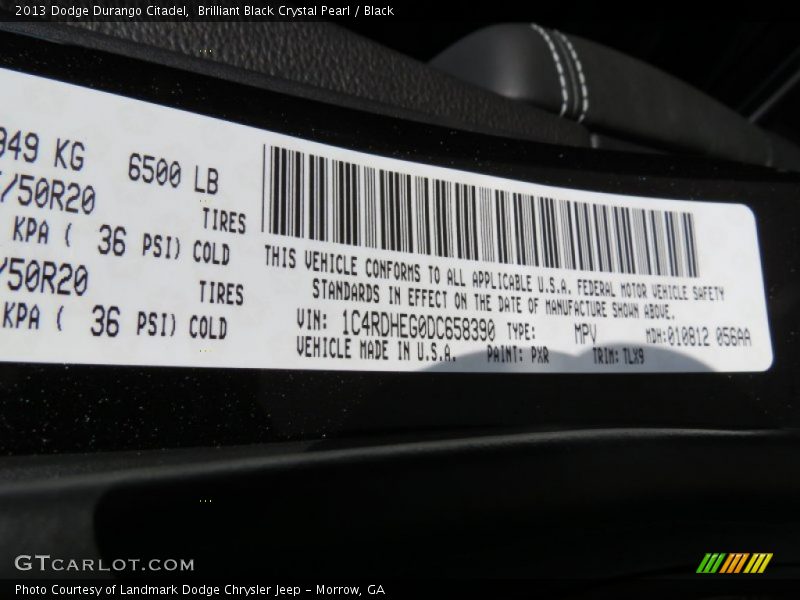 2013 Dodge Durango Citadel, Brilliant Black Crystal Pearl / Black
949 KG 6500 LB
/50R20
TIRES
KPA ( 36 PSI) COLD
/50R20
TIRES
KPA ( 36 PSI) COLD
THIS VEHICLE CONFORMS TO ALL APPLICABLE U.S.A. FEDERAL MOTOR VEHICLE SAFETY
STANDARDS IN EFFECT ON THE DATE OF MANUFACTURE SHOWN ABOVE.
VIN: 1C4RDHEG0DC658390 TYPE: MPV MDH:010812 056AA
VEHICLE MADE IN U.S.A. PAINT: PXR TRIM: TLX9
GTCARLOT.COM
Photo Courtesy of Landmark Dodge Chrysler Jeep – Morrow, GA